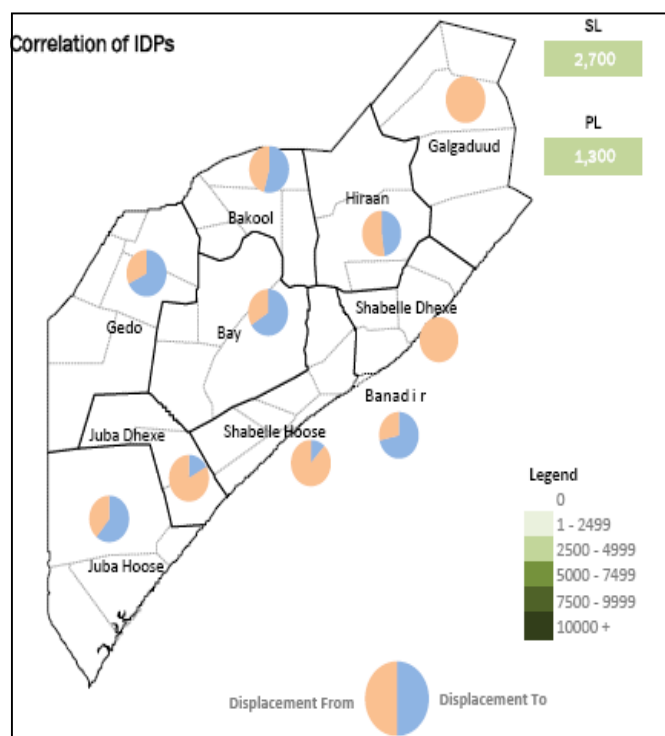 Correlation of IDPs
SL
2,700
PL
1,300
Galgaduud
Hiraan
Bakool
Shabelle Dhexe
Gedo
Bay
Banad i r
Shabelle Hoose
Juba Dhexe
Juba Hoose
Legend
0
1 - 2499
2500 - 4999
5000 - 7499
7500 - 9999
10000 +
Displacement From
Displacement To